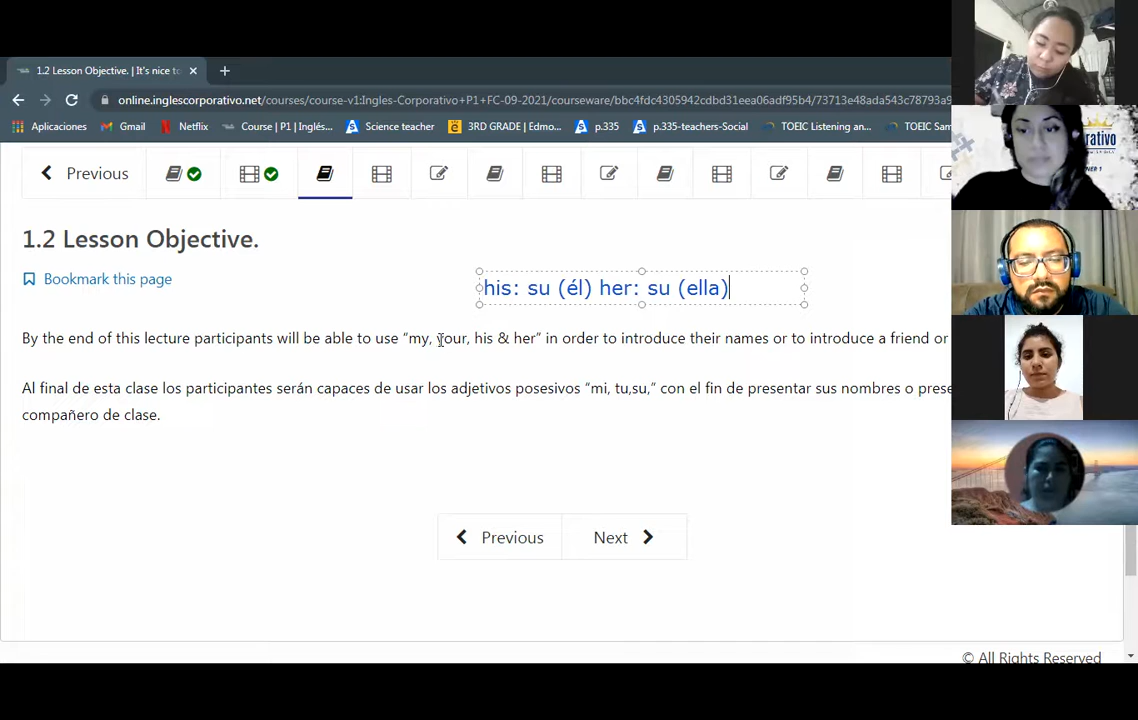 1.2 Lesson Objective. | It's nice to
online.inglescorporativo.net/courses/course-v1:Ingles-Corporativo+P1+FC-09-2021/courseware/bbc4fdc4305942cdbd31eea06adf95b4/73713e48ada543c78793a9
Aplicaciones Gmail Netflix Course | P1 | Inglés... Science teacher 3RD GRADE | Edmo... p.335 p.335-teachers-Social TOEIC Listening an... TOEIC Sam
Previous
1.2 Lesson Objective.
Bookmark this page
his: su (él) her: su (ella)
By the end of this lecture participants will be able to use "my, your, his & her" in order to introduce their names or to introduce a friend or
Al final de esta clase los participantes serán capaces de usar los adjetivos posesivos "mi, tu,su," con el fin de presentar sus nombres o prese
compañero de clase.
Previous Next
© All Rights Reserved
rativo
NER 1